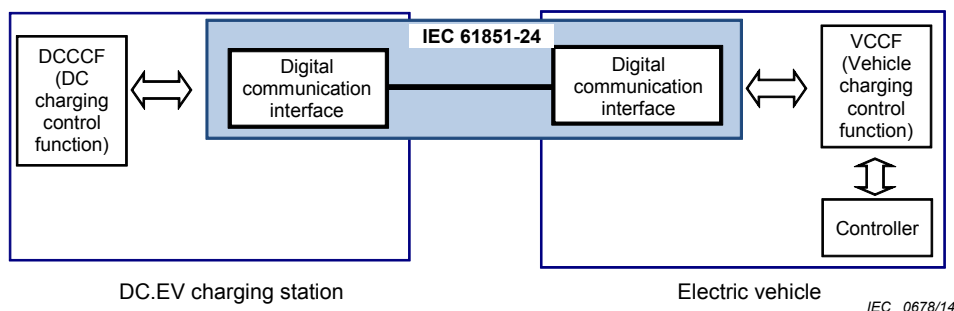 IEC 61851-24
DCCCF
(DC
charging
control
function)
Digital
communication
interface
Digital
communication
interface
VCCF
(Vehicle
charging
control
function)
Controller
DC.EV charging station
Electric vehicle
IEC 0678/14